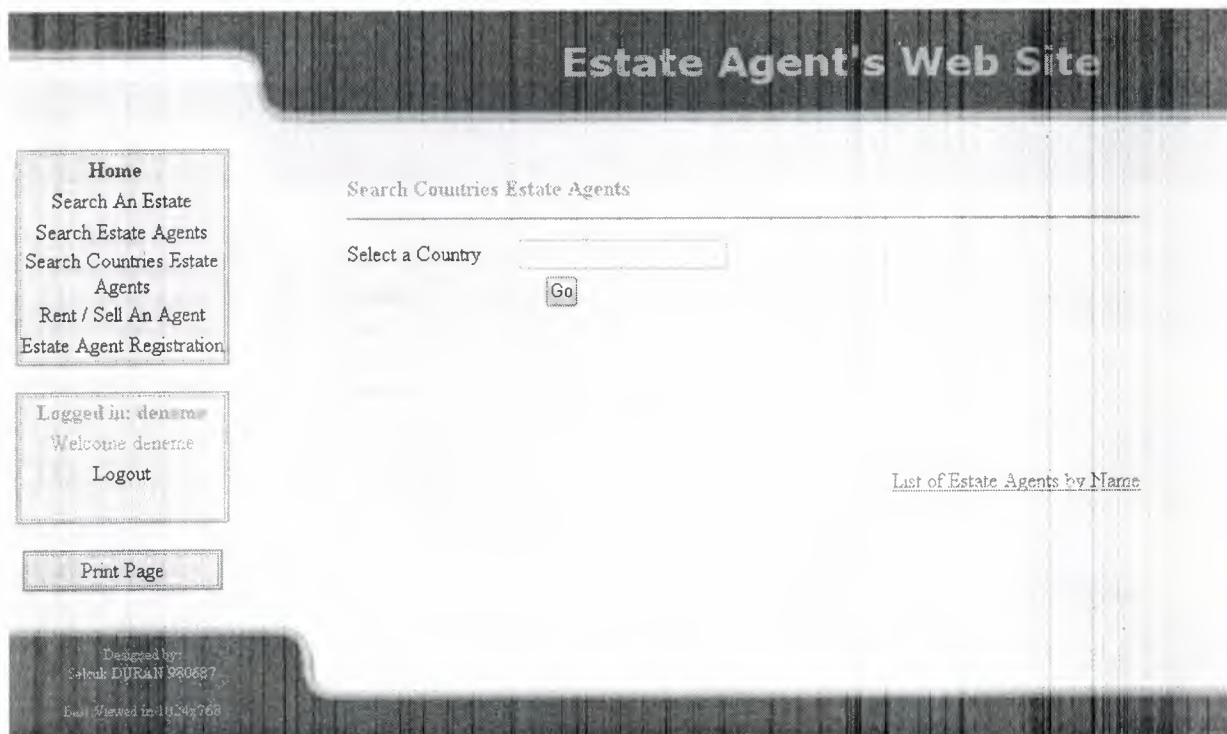 Estate Agent's Web Site
Home
Search An Estate
Search Estate Agents
Search Countries Estate
Agents
Rent / Sell An Agent
Estate Agent Registration
Logged in: deneme
Welcome deneme
Logout
Print Page
Search Countries Estate Agents
Select a Country
Go
List of Estate Agents by Name
Designed by:
Selcuk DURAN 980687
Best Viewed in 1024x768